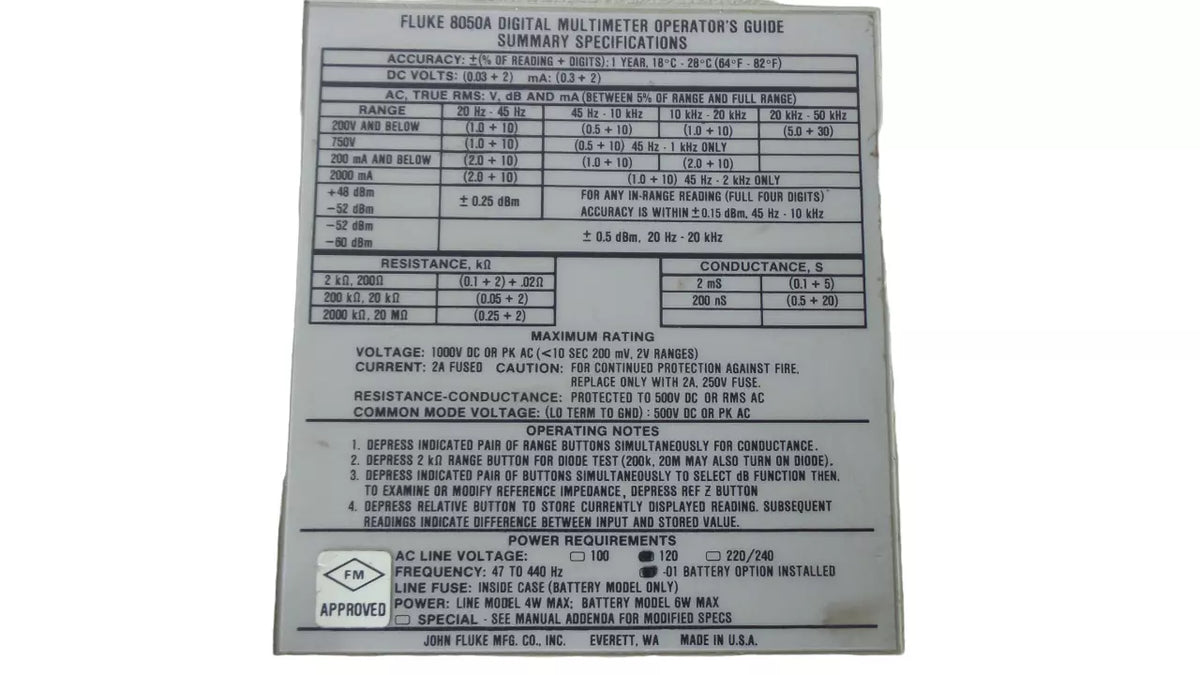 FLUKE 8050A DIGITAL MULTIMETER OPERATOR'S GUIDE
SUMMARY SPECIFICATIONS
ACCURACY: ±(% OF READING + DIGITS): 1 YEAR, 18°C - 28°C (64°F - 82°F)
DC VOLTS: (0.03 + 2) mA: (0.3 + 2)
AC, TRUE RMS: V, dB AND mA (BETWEEN 5% OF RANGE AND FULL RANGE)
RANGE 20 Hz - 45 Hz 45 Hz - 10 kHz 10 kHz - 20 kHz 20 kHz - 50 kHz
200V AND BELOW (1.0 + 10) (0.5 + 10) (1.0 + 10) (5.0 + 30)
750V (1.0 + 10) (0.5 + 10) 45 Hz - 1 kHz ONLY
200 mA AND BELOW (2.0 + 10) (1.0 + 10) (2.0 + 10)
2000 mA (2.0 + 10) (1.0 + 10) 45 Hz - 2 kHz ONLY
+48 dBm ± 0.25 dBm FOR ANY IN-RANGE READING (FULL FOUR DIGITS)
-52 dBm ACCURACY IS WITHIN ±0.15 dBm, 45 Hz - 10 kHz
-52 dBm ± 0.5 dBm, 20 Hz - 20 kHz
-60 dBm
RESISTANCE, kΩ CONDUCTANCE, S
2 kΩ, 200Ω (0.1 + 2) + .02Ω 2 mS (0.1 + 5)
200 kΩ, 20 kΩ (0.05 + 2) 200 nS (0.5 + 20)
2000 kΩ, 20 MΩ (0.25 + 2)
MAXIMUM RATING
VOLTAGE: 1000V DC OR PK AC (<10 SEC 200 mV, 2V RANGES)
CURRENT: 2A FUSED CAUTION: FOR CONTINUED PROTECTION AGAINST FIRE.
REPLACE ONLY WITH 2A, 250V FUSE.
RESISTANCE-CONDUCTANCE: PROTECTED TO 500V DC OR RMS AC
COMMON MODE VOLTAGE: (LO TERM TO GND) : 500V DC OR PK AC
OPERATING NOTES
1. DEPRESS INDICATED PAIR OF RANGE BUTTONS SIMULTANEOUSLY FOR CONDUCTANCE.
2. DEPRESS 2 kΩ RANGE BUTTON FOR DIODE TEST (200k, 20M MAY ALSO TURN ON DIODE).
3. DEPRESS INDICATED PAIR OF BUTTONS SIMULTANEOUSLY TO SELECT dB FUNCTION THEN.
TO EXAMINE OR MODIFY REFERENCE IMPEDANCE, DEPRESS REF Z BUTTON
4. DEPRESS RELATIVE BUTTON TO STORE CURRENTLY DISPLAYED READING. SUBSEQUENT
READINGS INDICATE DIFFERENCE BETWEEN INPUT AND STORED VALUE.
POWER REQUIREMENTS
AC LINE VOLTAGE: 100 120 220/240
FREQUENCY: 47 TO 440 Hz -01 BATTERY OPTION INSTALLED
LINE FUSE: INSIDE CASE (BATTERY MODEL ONLY)
POWER: LINE MODEL 4W MAX; BATTERY MODEL 6W MAX
SPECIAL - SEE MANUAL ADDENDA FOR MODIFIED SPECS
FM
APPROVED
JOHN FLUKE MFG. CO., INC. EVERETT, WA MADE IN U.S.A.